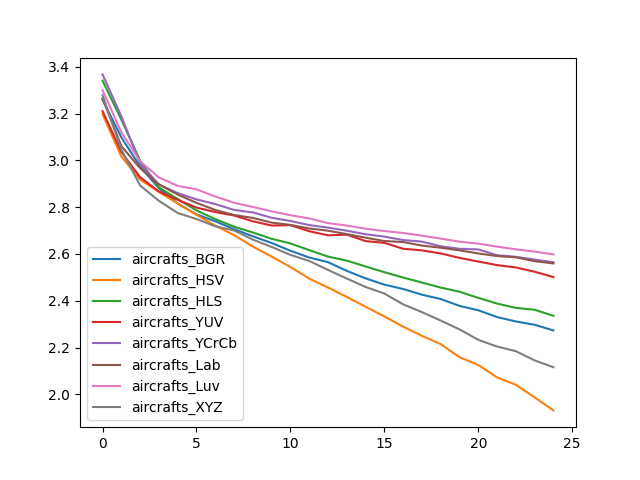 3.4
3.2
3.0
2.8
2.6
2.4
2.2
2.0
aircrafts_BGR
aircrafts_HSV
aircrafts_HLS
aircrafts_YUV
aircrafts_YCrCb
aircrafts_Lab
aircrafts_Luv
aircrafts_XYZ
0 5 10 15 20 25